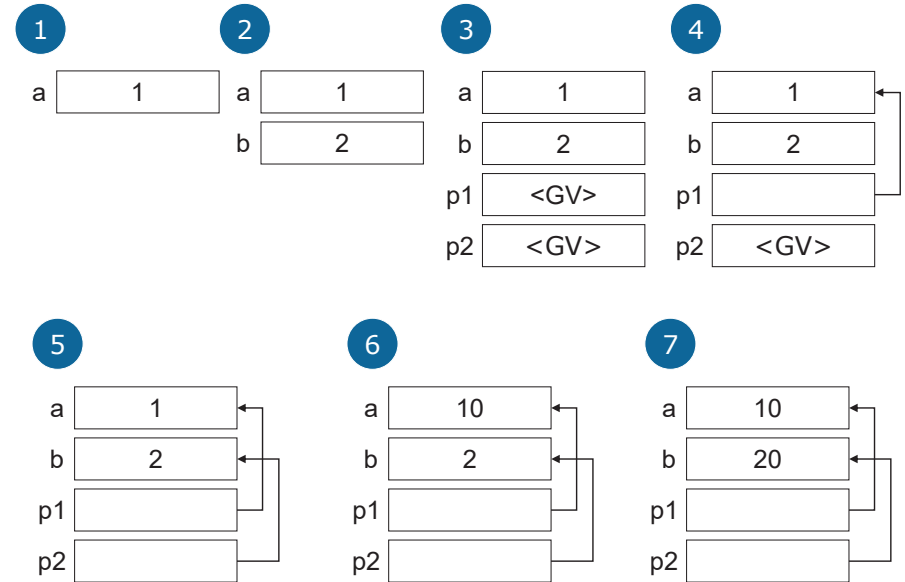 1 2 3 4
a 1 a 1 a 1 a 1
b 2 b 2 b 2
p1 <GV> p1
p2 <GV> p2 <GV>
5 6 7
a 1 a 10 a 10
b 2 b 2 b 20
p1 p1 p1
p2 p2 p2